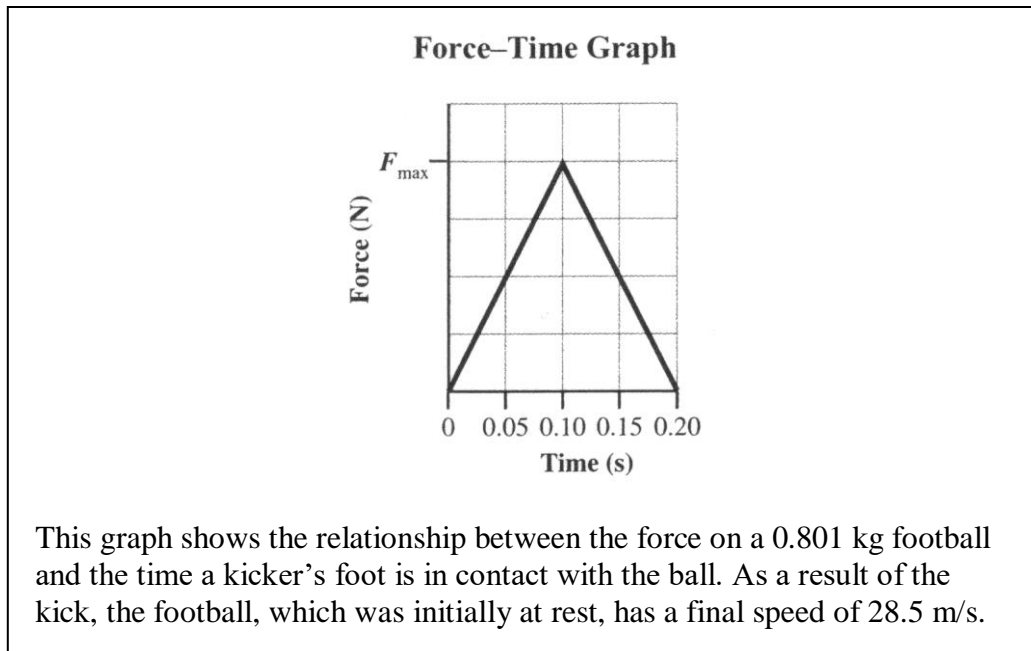 Force–Time Graph
F max
Force (N)
0 0.05 0.10 0.15 0.20
Time (s)
This graph shows the relationship between the force on a 0.801 kg football
and the time a kicker’s foot is in contact with the ball. As a result of the
kick, the football, which was initially at rest, has a final speed of 28.5 m/s.